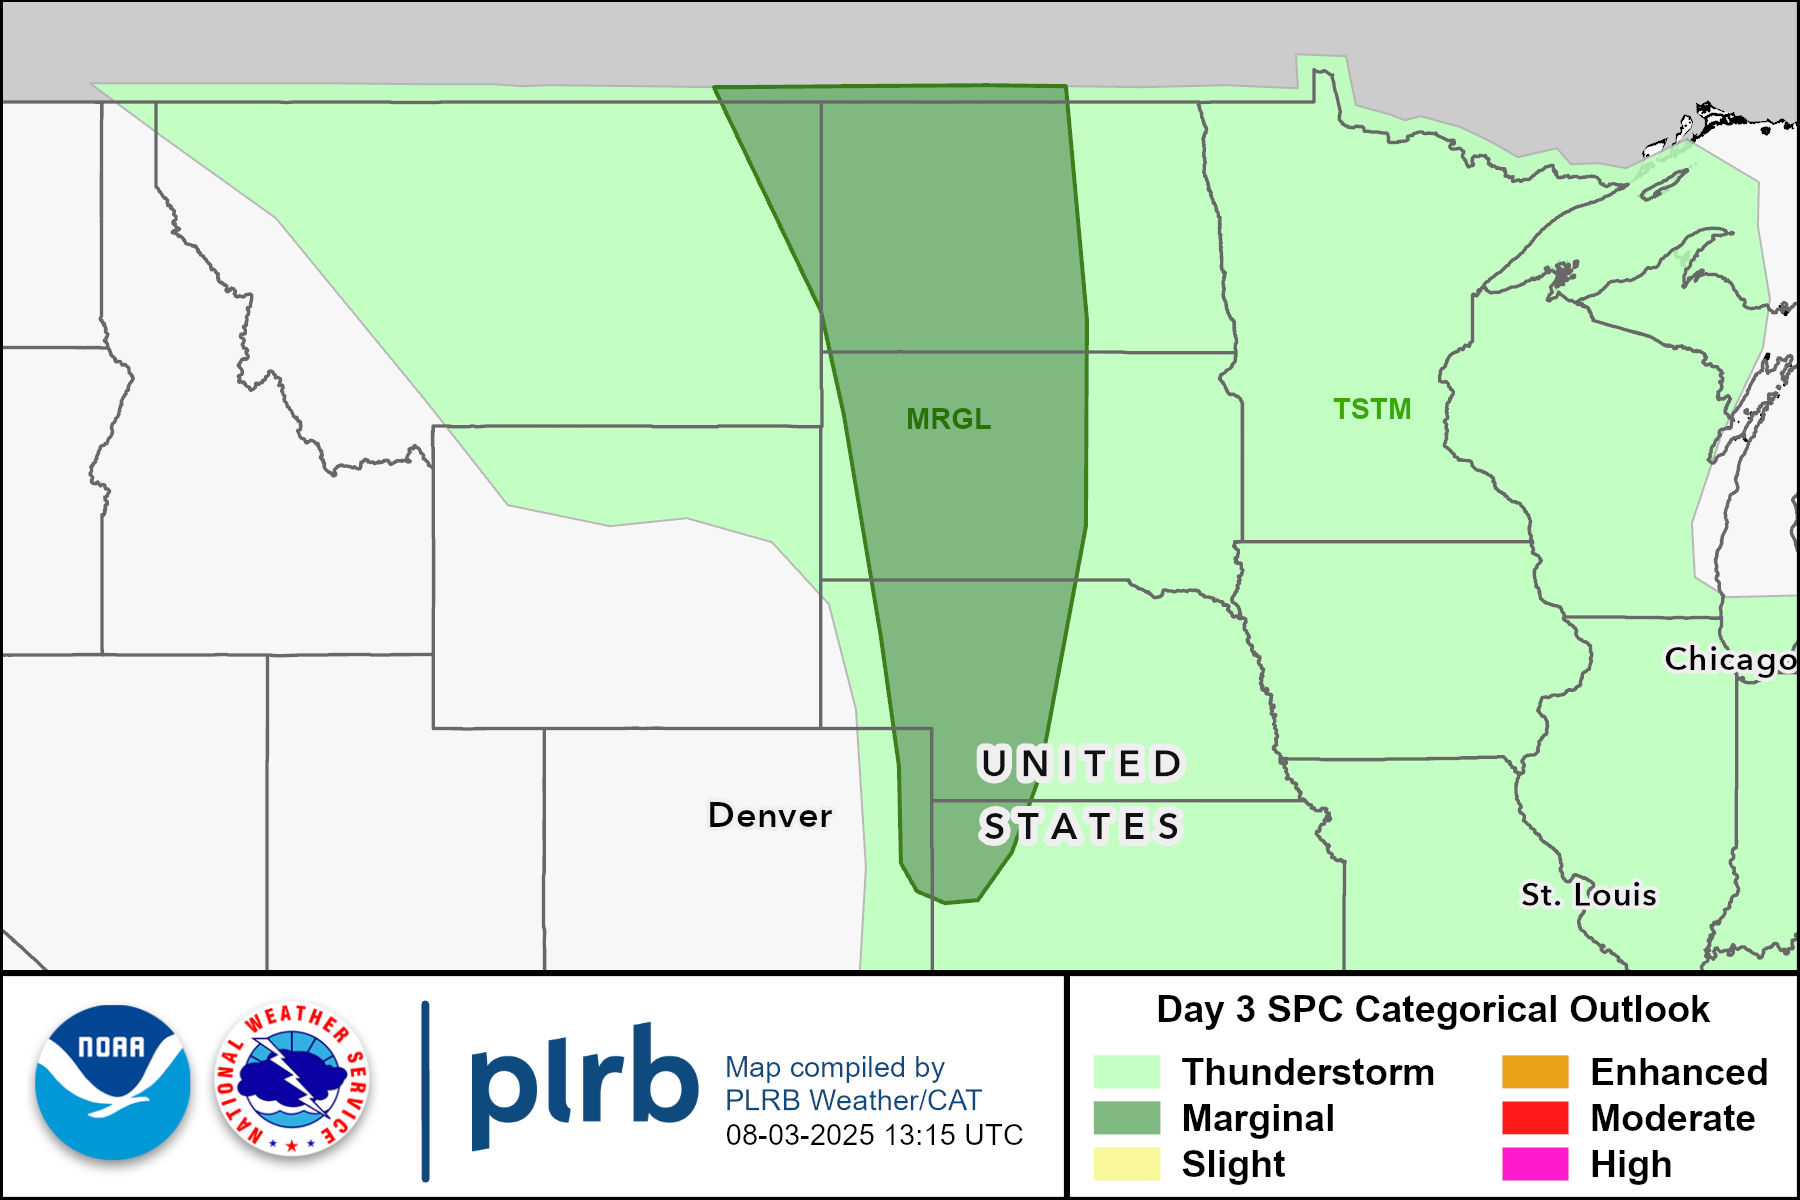 MRGL
TSTM
Chicago
UNITED
STATES
Denver
St. Louis
NOAA
NATIONAL WEATHER SERVICE
plrb
Map compiled by
PLRB Weather/CAT
08-03-2025 13:15 UTC
Day 3 SPC Categorical Outlook
Thunderstorm
Marginal
Slight
Enhanced
Moderate
High